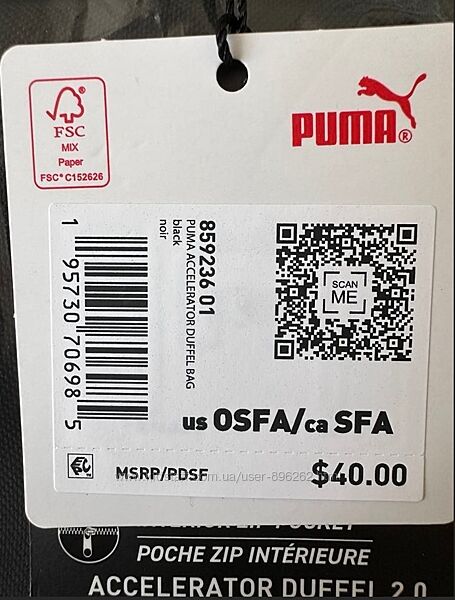 FSC
MIX
Paper
FSC® C152626
PUMA®
859236 01
PUMA ACCELERATOR DUFFEL BAG
black
noir
1 95730 70698 5
SCAN
ME
us OSFA/ca SFA
MSRP/PDSF
$40.00
POCHE ZIP INTÉRIEURE
ACCELERATOR DUFFEL 2.0